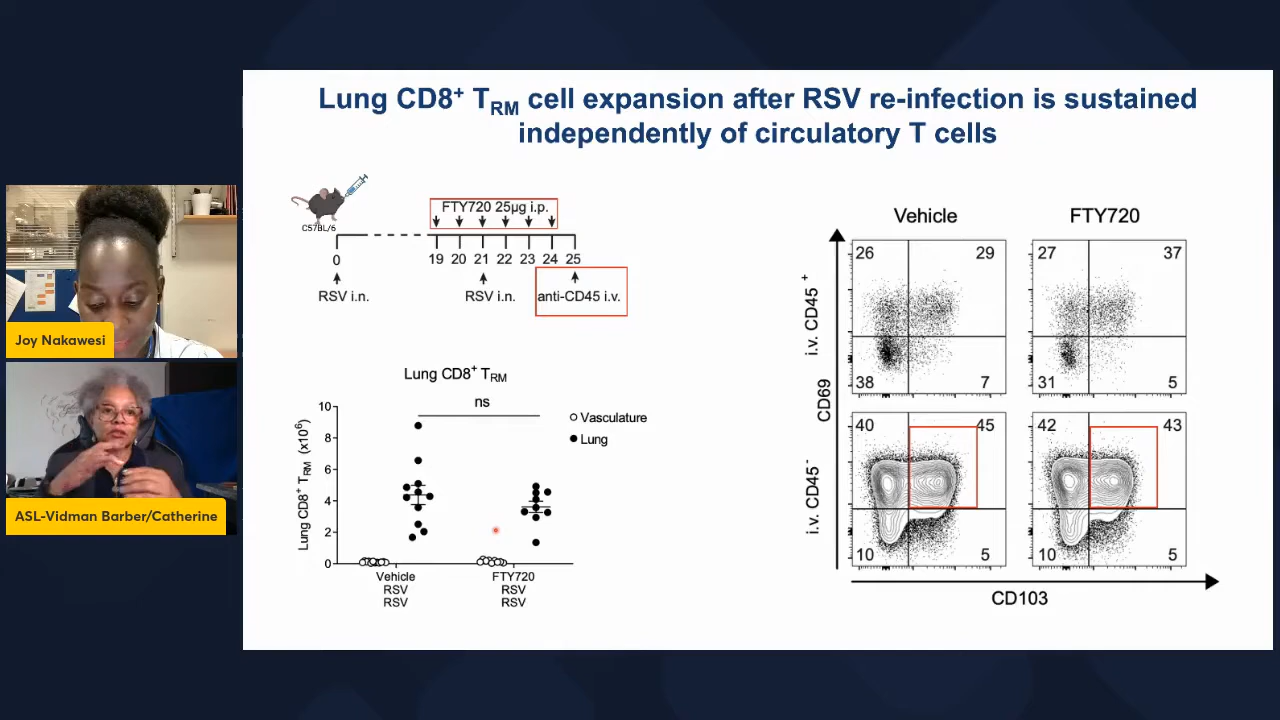 Lung CD8⁺ T_RM cell expansion after RSV re-infection is sustained
independently of circulatory T cells
C57BL/6
FTY720 25µg i.p.
0 19 20 21 22 23 24 25
RSV i.n. RSV i.n. anti-CD45 i.v.
Joy Nakawesi
ASL-Vidman Barber/Catherine
Lung CD8⁺ T_RM
ns
Vasculature
Lung
Lung CD8⁺ T_RM (x10⁶)
10
8
6
4
2
0
Vehicle FTY720
RSV RSV
RSV RSV
Vehicle FTY720
i.v. CD45⁺
26 29 27 37
38 7 31 5
CD69
i.v. CD45⁻
40 45 42 43
10 5 10 5
CD103